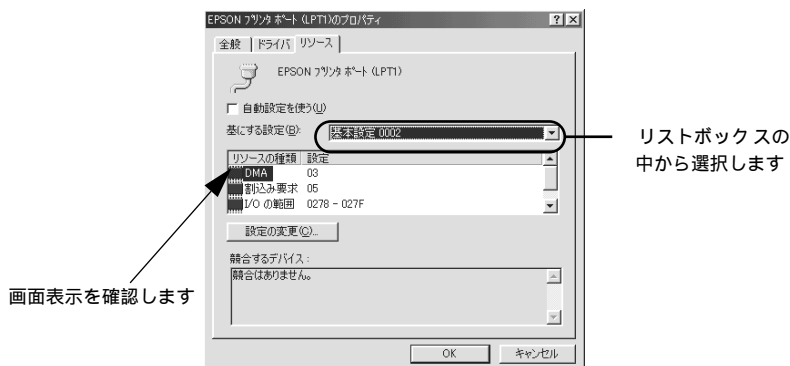 EPSON プリンタ ポート (LPT1)のプロパティ
全般 ドライバ リソース
EPSON プリンタ ポート (LPT1)
自動設定を使う(U)
基にする設定(B): 基本設定 0002
リストボックスの
中から選択します
リソースの種類 設定
DMA 03
割込み要求 05
I/O の範囲 0278 - 027F
設定の変更(C)...
競合するデバイス:
競合はありません。
画面表示を確認します
OK キャンセル